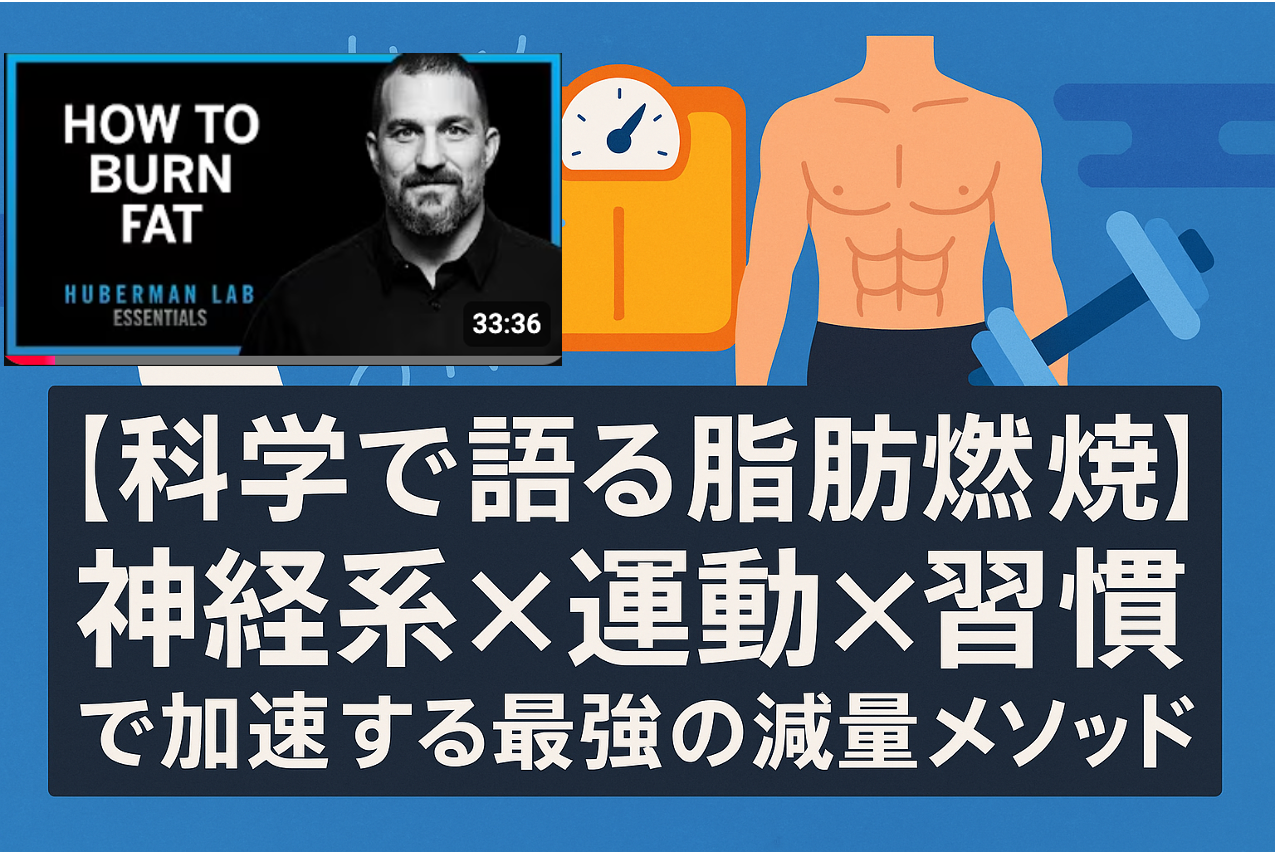 HOW TO
BURN
FAT
HUBERMAN LAB
ESSENTIALS
33:36
【科学で語る脂肪燃焼】
神経系×運動×習慣
で加速する最強の減量メソッド